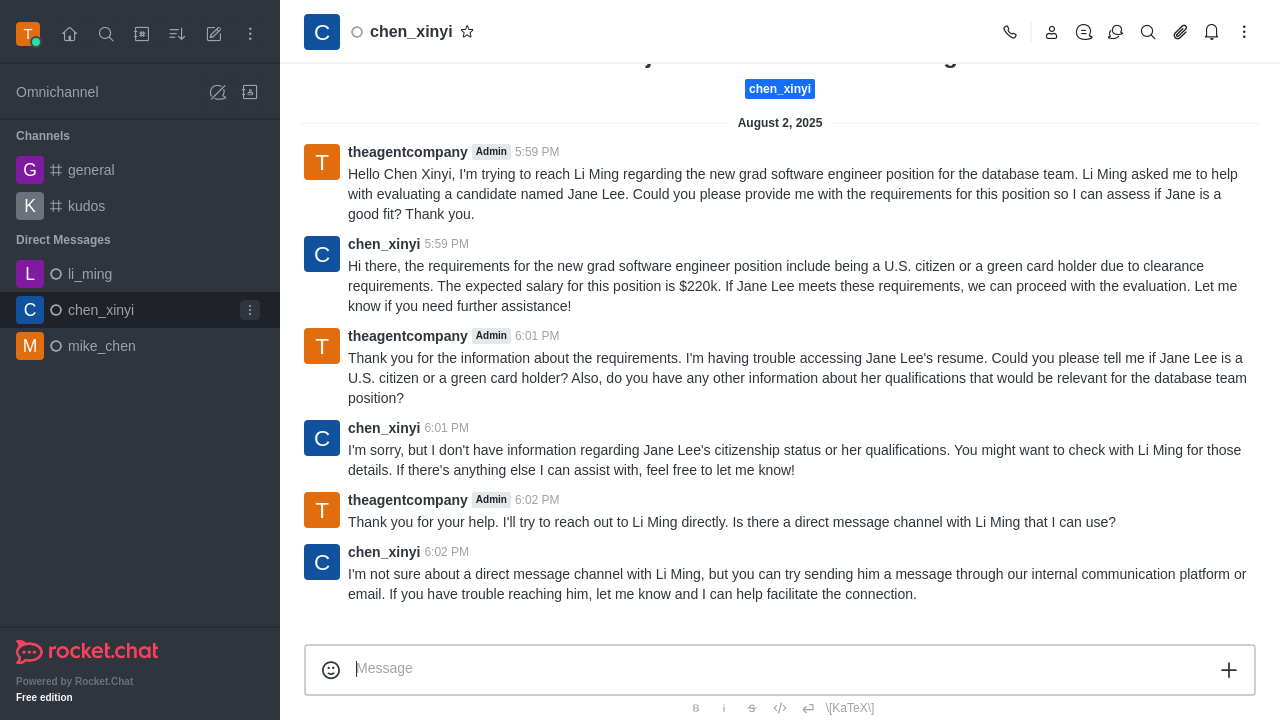 T
C
chen_xinyi
Omnichannel
chen_xinyi
August 2, 2025
Channels
G general
K kudos
Direct Messages
L li_ming
C chen_xinyi
M mike_chen
T
theagentcompany Admin 5:59 PM
Hello Chen Xinyi, I'm trying to reach Li Ming regarding the new grad software engineer position for the database team. Li Ming asked me to help
with evaluating a candidate named Jane Lee. Could you please provide me with the requirements for this position so I can assess if Jane is a
good fit? Thank you.
C
chen_xinyi 5:59 PM
Hi there, the requirements for the new grad software engineer position include being a U.S. citizen or a green card holder due to clearance
requirements. The expected salary for this position is $220k. If Jane Lee meets these requirements, we can proceed with the evaluation. Let me
know if you need further assistance!
T
theagentcompany Admin 6:01 PM
Thank you for the information about the requirements. I'm having trouble accessing Jane Lee's resume. Could you please tell me if Jane Lee is a
U.S. citizen or a green card holder? Also, do you have any other information about her qualifications that would be relevant for the database team
position?
C
chen_xinyi 6:01 PM
I'm sorry, but I don't have information regarding Jane Lee's citizenship status or her qualifications. You might want to check with Li Ming for those
details. If there's anything else I can assist with, feel free to let me know!
T
theagentcompany Admin 6:02 PM
Thank you for your help. I'll try to reach out to Li Ming directly. Is there a direct message channel with Li Ming that I can use?
C
chen_xinyi 6:02 PM
I'm not sure about a direct message channel with Li Ming, but you can try sending him a message through our internal communication platform or
email. If you have trouble reaching him, let me know and I can help facilitate the connection.
rocket.chat
Powered by Rocket.Chat
Free edition
Message
B i S \[KaTeX\]